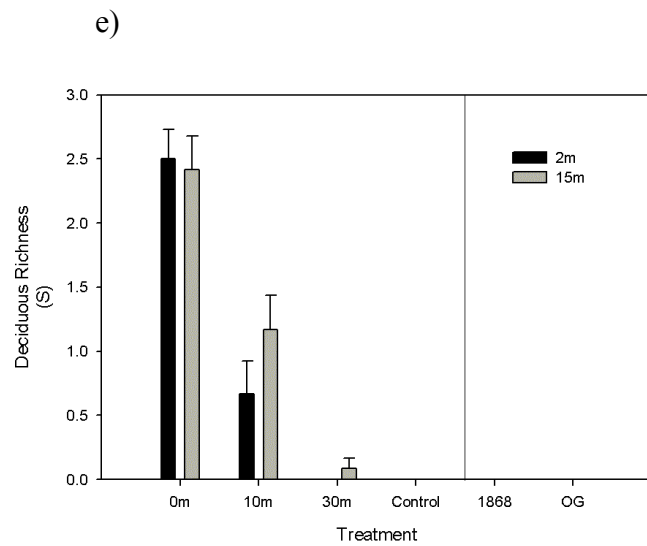 e)
3.0
2.5
2.0
1.5
1.0
0.5
0.0
Deciduous Richness
(S)
2m
15m
0m 10m 30m Control 1868 OG
Treatment